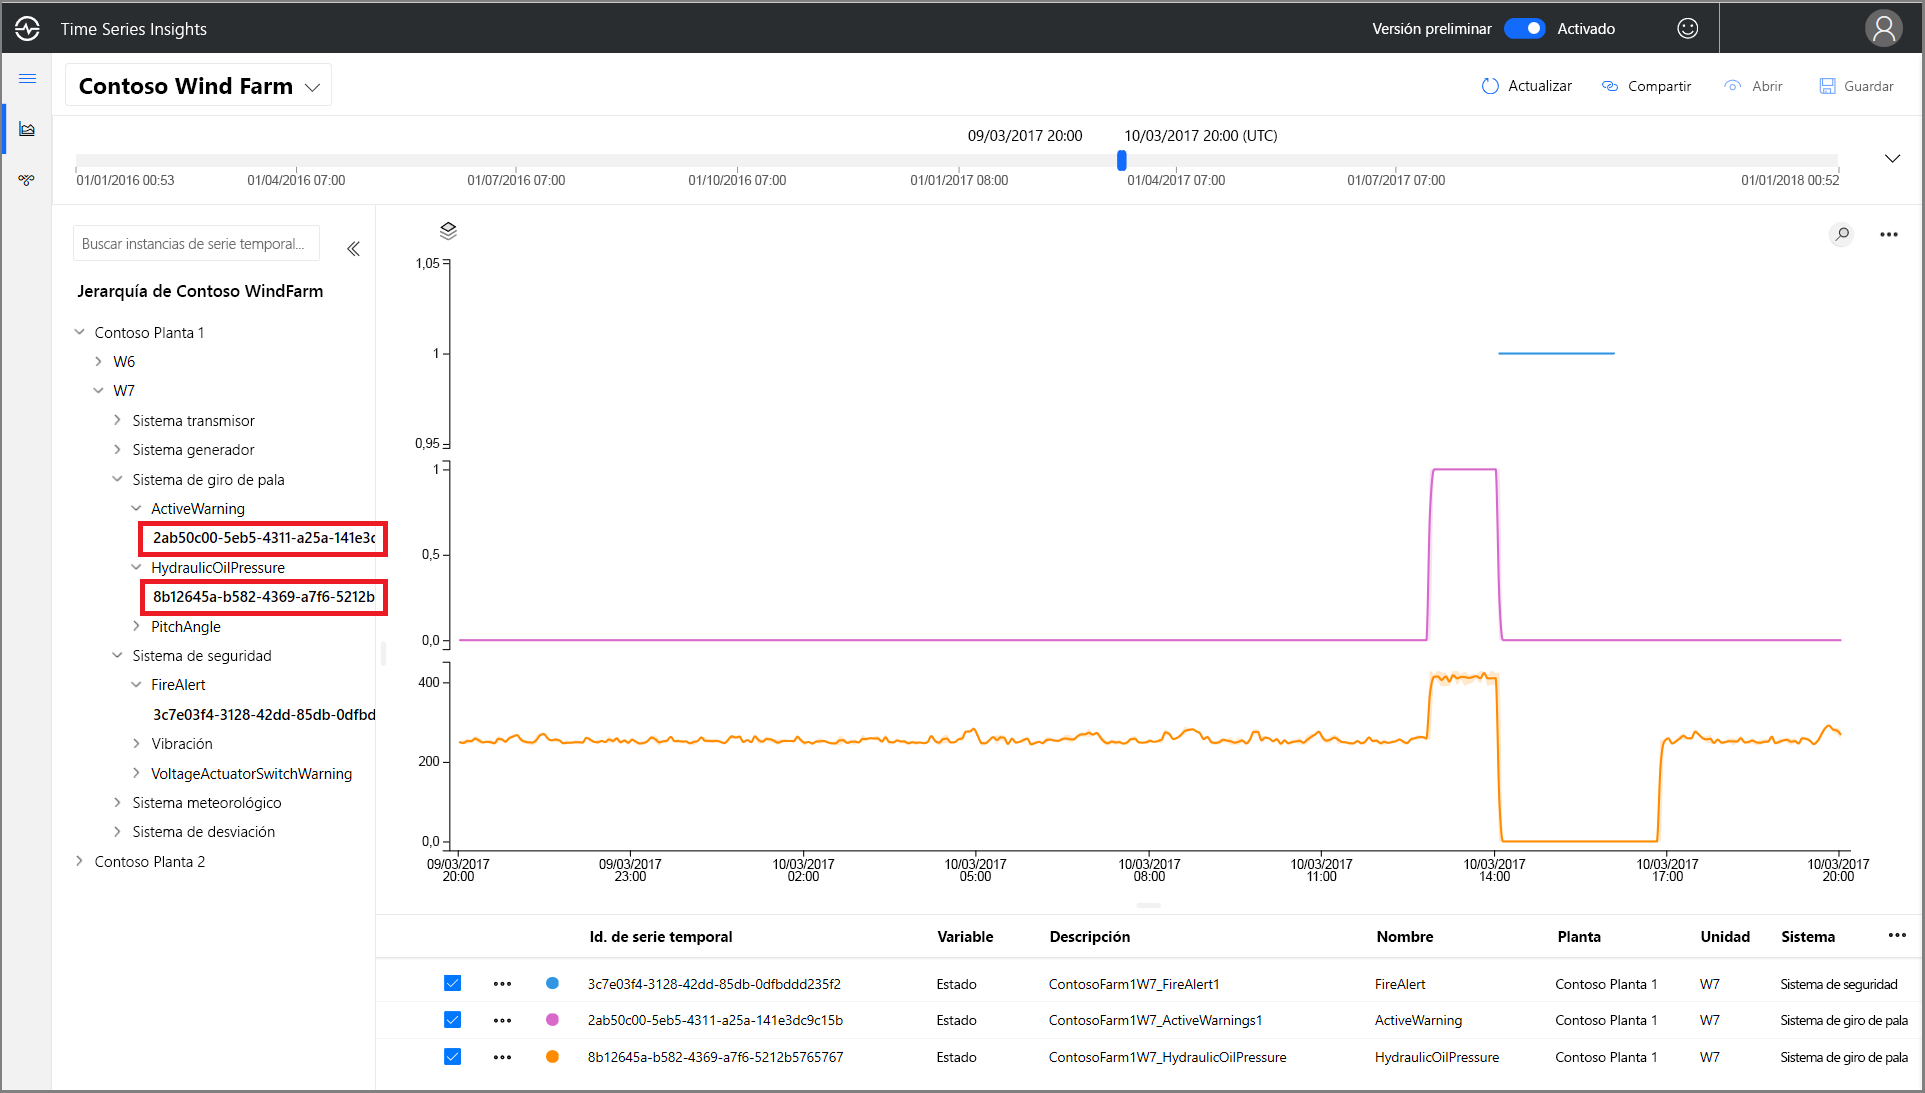 Time Series Insights
Versión preliminar Activado
Contoso Wind Farm
Actualizar Compartir Abrir Guardar
09/03/2017 20:00 10/03/2017 20:00 (UTC)
01/01/2016 00:53 01/04/2016 07:00 01/07/2016 07:00 01/10/2016 07:00 01/01/2017 08:00 01/04/2017 07:00 01/07/2017 07:00 01/01/2018 00:52
Buscar instancias de serie temporal...
Jerarquía de Contoso WindFarm
Contoso Planta 1
W6
W7
Sistema transmisor
Sistema generador
Sistema de giro de pala
ActiveWarning
2ab50c00-5eb5-4311-a25a-141e3c
HydraulicOilPressure
8b12645a-b582-4369-a7f6-5212b
PitchAngle
Sistema de seguridad
FireAlert
3c7e03f4-3128-42dd-85db-0dfbd
Vibración
VoltageActuatorSwitchWarning
Sistema meteorológico
Sistema de desviación
Contoso Planta 2
1,05
1
0,95
1
0,5
0,0
400
200
0,0
09/03/2017 09/03/2017 10/03/2017 10/03/2017 10/03/2017 10/03/2017 10/03/2017 10/03/2017 10/03/2017
20:00 23:00 02:00 05:00 08:00 11:00 14:00 17:00 20:00
Id. de serie temporal Variable Descripción Nombre Planta Unidad Sistema
3c7e03f4-3128-42dd-85db-0dfbddd235f2 Estado ContosoFarm1W7_FireAlert1 FireAlert Contoso Planta 1 W7 Sistema de seguridad
2ab50c00-5eb5-4311-a25a-141e3dc9c15b Estado ContosoFarm1W7_ActiveWarnings1 ActiveWarning Contoso Planta 1 W7 Sistema de giro de pala
8b12645a-b582-4369-a7f6-5212b5765767 Estado ContosoFarm1W7_HydraulicOilPressure HydraulicOilPressure Contoso Planta 1 W7 Sistema de giro de pala